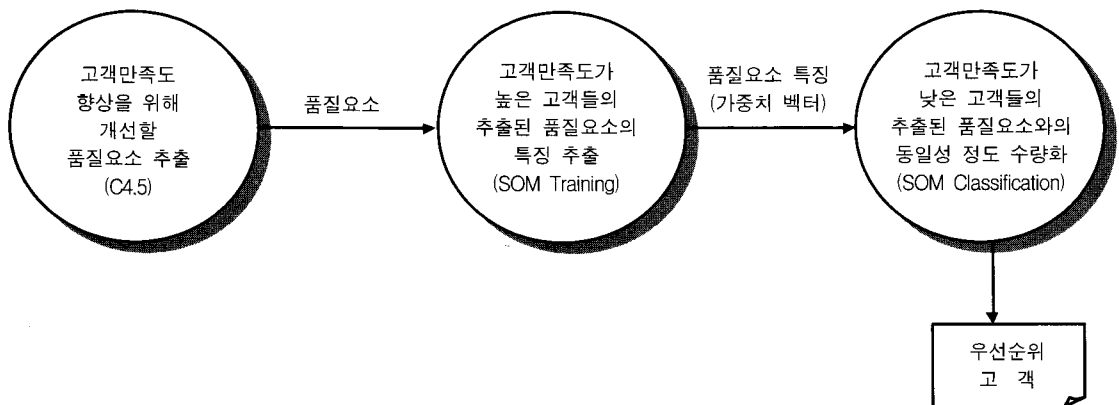 고객만족도
향상을 위해
개선할
품질요소 추출
(C4.5)
품질요소
고객만족도가
높은 고객들의
추출된 품질요소의
특징 추출
(SOM Training)
품질요소 특징
(가중치 벡터)
고객만족도가
낮은 고객들의
추출된 품질요소와의
동일성 정도 수량화
(SOM Classification)
우선순위
고 객